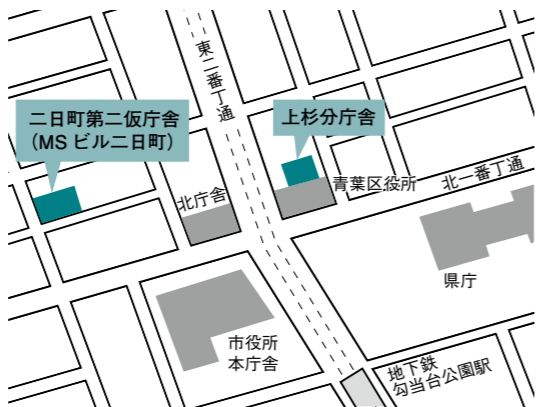 東二番丁通
二日町第二仮庁舎
(MSビル二日町)
上杉分庁舎
北庁舎
青葉区役所
北一番丁通
県庁
市役所
本庁舎
地下鉄
勾当台公園駅